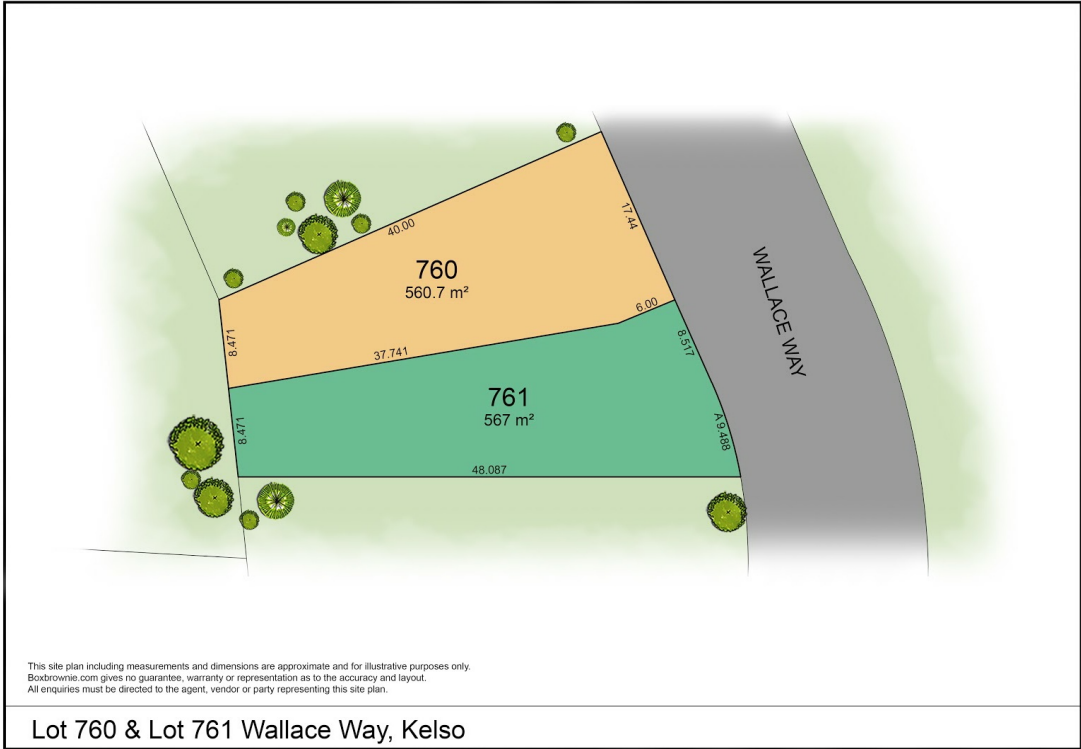 40.00
17.44
760
560.7 m²
6.00
8.471
37.741
8.517
761
567 m²
8.471
A 9.488
48.087
WALLACE WAY
This site plan including measurements and dimensions are approximate and for illustrative purposes only.
Boxbrownie.com gives no guarantee, warranty or representation as to the accuracy and layout.
All enquiries must be directed to the agent, vendor or party representing this site plan.
Lot 760 & Lot 761 Wallace Way, Kelso